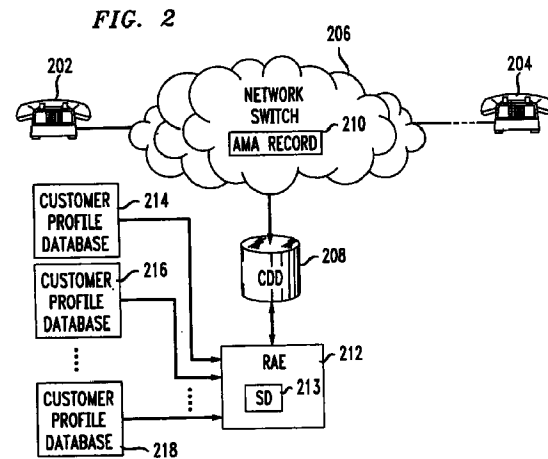 FIG. 2
202
206
204
NETWORK
SWITCH
210
AMA RECORD
CUSTOMER
PROFILE
DATABASE
214
CUSTOMER
PROFILE
DATABASE
216
CDD
208
RAE
212
SD
213
CUSTOMER
PROFILE
DATABASE
218